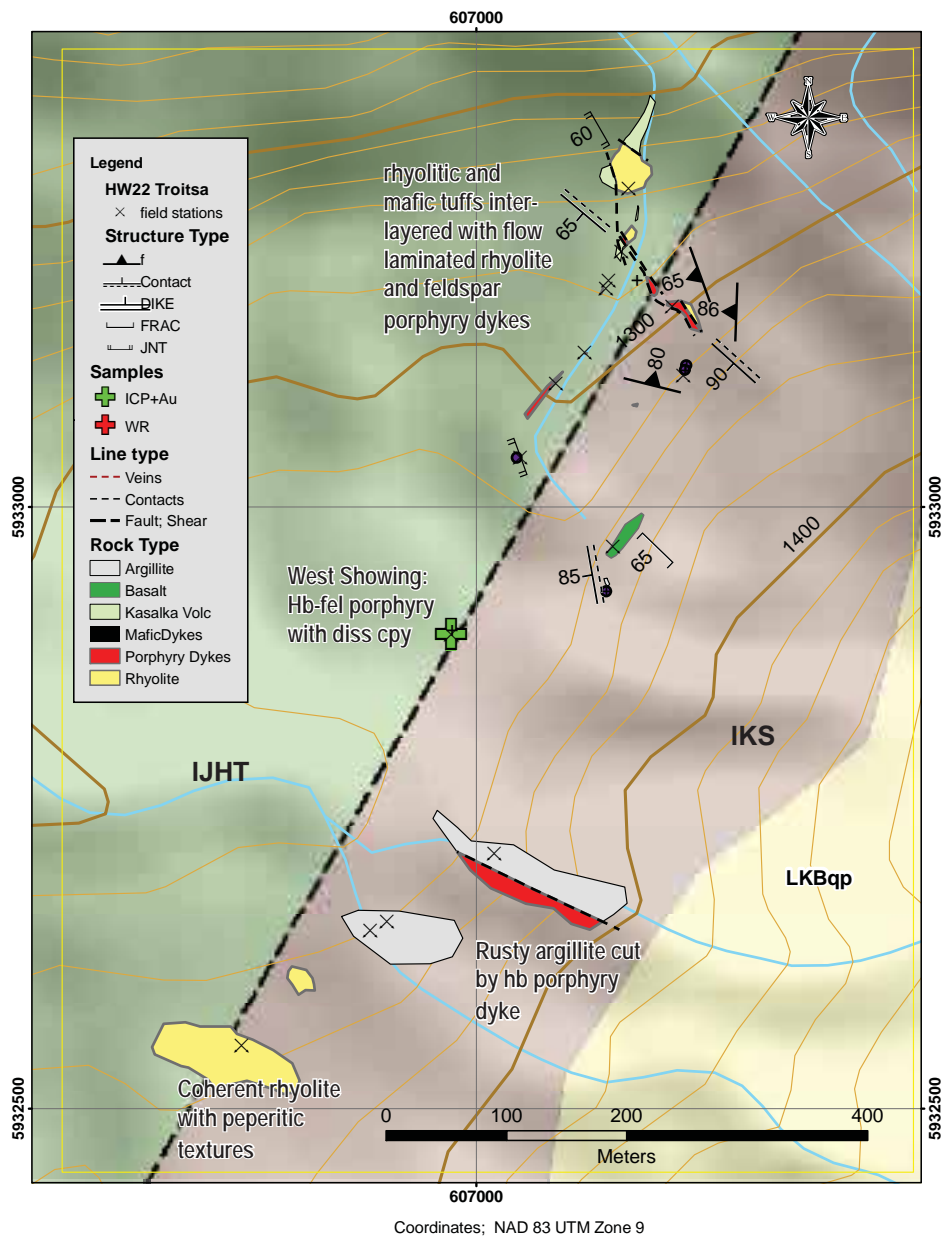 607000
N
W
E
S
Legend
HW22 Troitsa
field stations
Structure Type
f
Contact
DIKE
FRAC
JNT
Samples
ICP+Au
WR
Line type
Veins
Contacts
Fault; Shear
Rock Type
Argillite
Basalt
Kasalka Volc
MaficDykes
Porphyry Dykes
Rhyolite
rhyolitic and
mafic tuffs inter-
layered with flow
laminated rhyolite
and feldspar
porphyry dykes
60
65
65
86
1300
80
90
5933000
5933000
1400
65
85
West Showing:
Hb-fel porphyry
with diss cpy
IKS
IJHT
LKBqp
Rusty argillite cut
by hb porphyry
dyke
Coherent rhyolite
with peperitic
textures
5932500
5932500
0 100 200 400
Meters
607000
Coordinates; NAD 83 UTM Zone 9